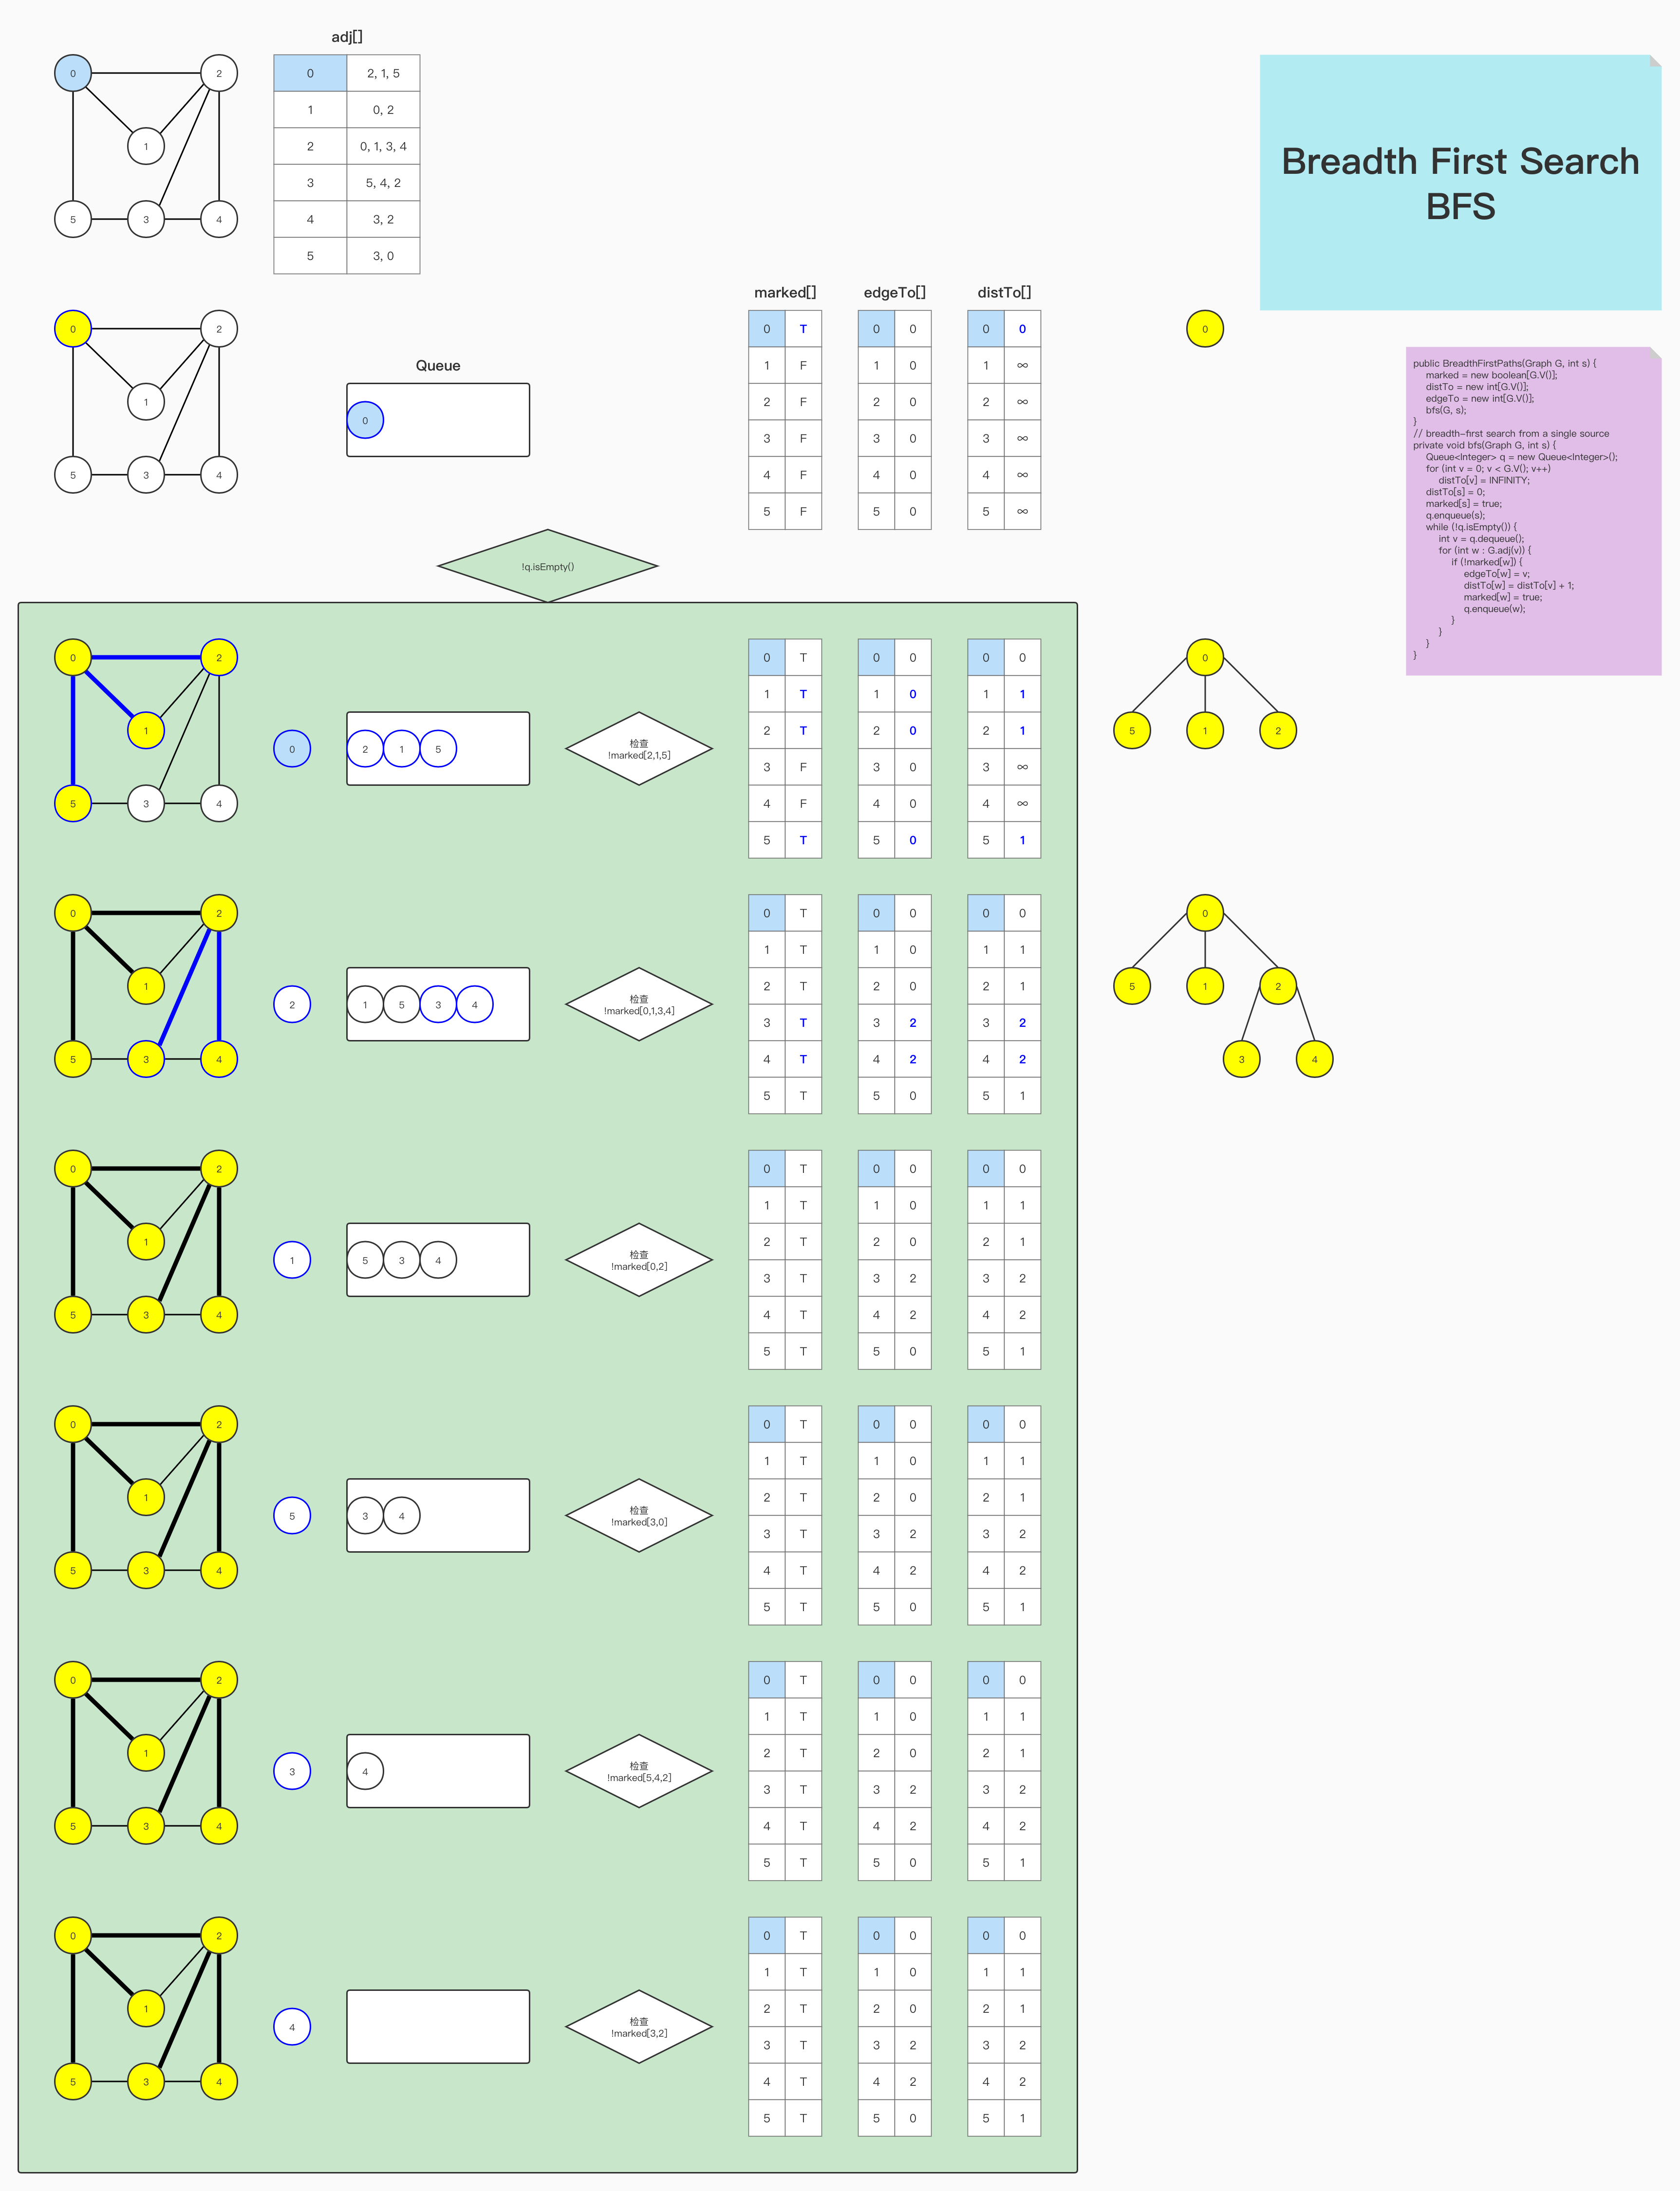 adj[]
0 2, 1, 5
1 0, 2
2 0, 1, 3, 4
3 5, 4, 2
4 3, 2
5 3, 0
0
2
1
5 3 4
Breadth First Search
BFS
0
2
1
5 3 4
Queue
0
marked[] edgeTo[] distTo[]
0 T 0 0 0 0
1 F 1 0 1 ∞
2 F 2 0 2 ∞
3 F 3 0 3 ∞
4 F 4 0 4 ∞
5 F 5 0 5 ∞
0
public BreadthFirstPaths(Graph G, int s) {
marked = new boolean[G.V()];
distTo = new int[G.V()];
edgeTo = new int[G.V()];
bfs(G, s);
}
// breadth-first search from a single source
private void bfs(Graph G, int s) {
Queue<Integer> q = new Queue<Integer>();
for (int v = 0; v < G.V(); v++)
distTo[v] = INFINITY;
distTo[s] = 0;
marked[s] = true;
q.enqueue(s);
while (!q.isEmpty()) {
int v = q.dequeue();
for (int w : G.adj(v)) {
if (!marked[w]) {
edgeTo[w] = v;
distTo[w] = distTo[v] + 1;
marked[w] = true;
q.enqueue(w);
}
}
}
}
!q.isEmpty()
0 2
1
5 3 4
0
2 1 5
检查
!marked[2,1,5]
0 T 0 0 0 0
1 T 1 0 1 1
2 T 2 0 2 1
3 F 3 0 3 ∞
4 F 4 0 4 ∞
5 T 5 0 5 1
0
5 1 2
0 2
1
5 3 4
2
1 5 3 4
检查
!marked[0,1,3,4]
0 T 0 0 0 0
1 T 1 0 1 1
2 T 2 0 2 1
3 T 3 2 3 2
4 T 4 2 4 2
5 T 5 0 5 1
0
5 1 2
3 4
0 2
1
5 3 4
1
5 3 4
检查
!marked[0,2]
0 T 0 0 0 0
1 T 1 0 1 1
2 T 2 0 2 1
3 T 3 2 3 2
4 T 4 2 4 2
5 T 5 0 5 1
0 2
1
5 3 4
5
3 4
检查
!marked[3,0]
0 T 0 0 0 0
1 T 1 0 1 1
2 T 2 0 2 1
3 T 3 2 3 2
4 T 4 2 4 2
5 T 5 0 5 1
0 2
1
5 3 4
3
4
检查
!marked[5,4,2]
0 T 0 0 0 0
1 T 1 0 1 1
2 T 2 0 2 1
3 T 3 2 3 2
4 T 4 2 4 2
5 T 5 0 5 1
0 2
1
5 3 4
4
检查
!marked[3,2]
0 T 0 0 0 0
1 T 1 0 1 1
2 T 2 0 2 1
3 T 3 2 3 2
4 T 4 2 4 2
5 T 5 0 5 1